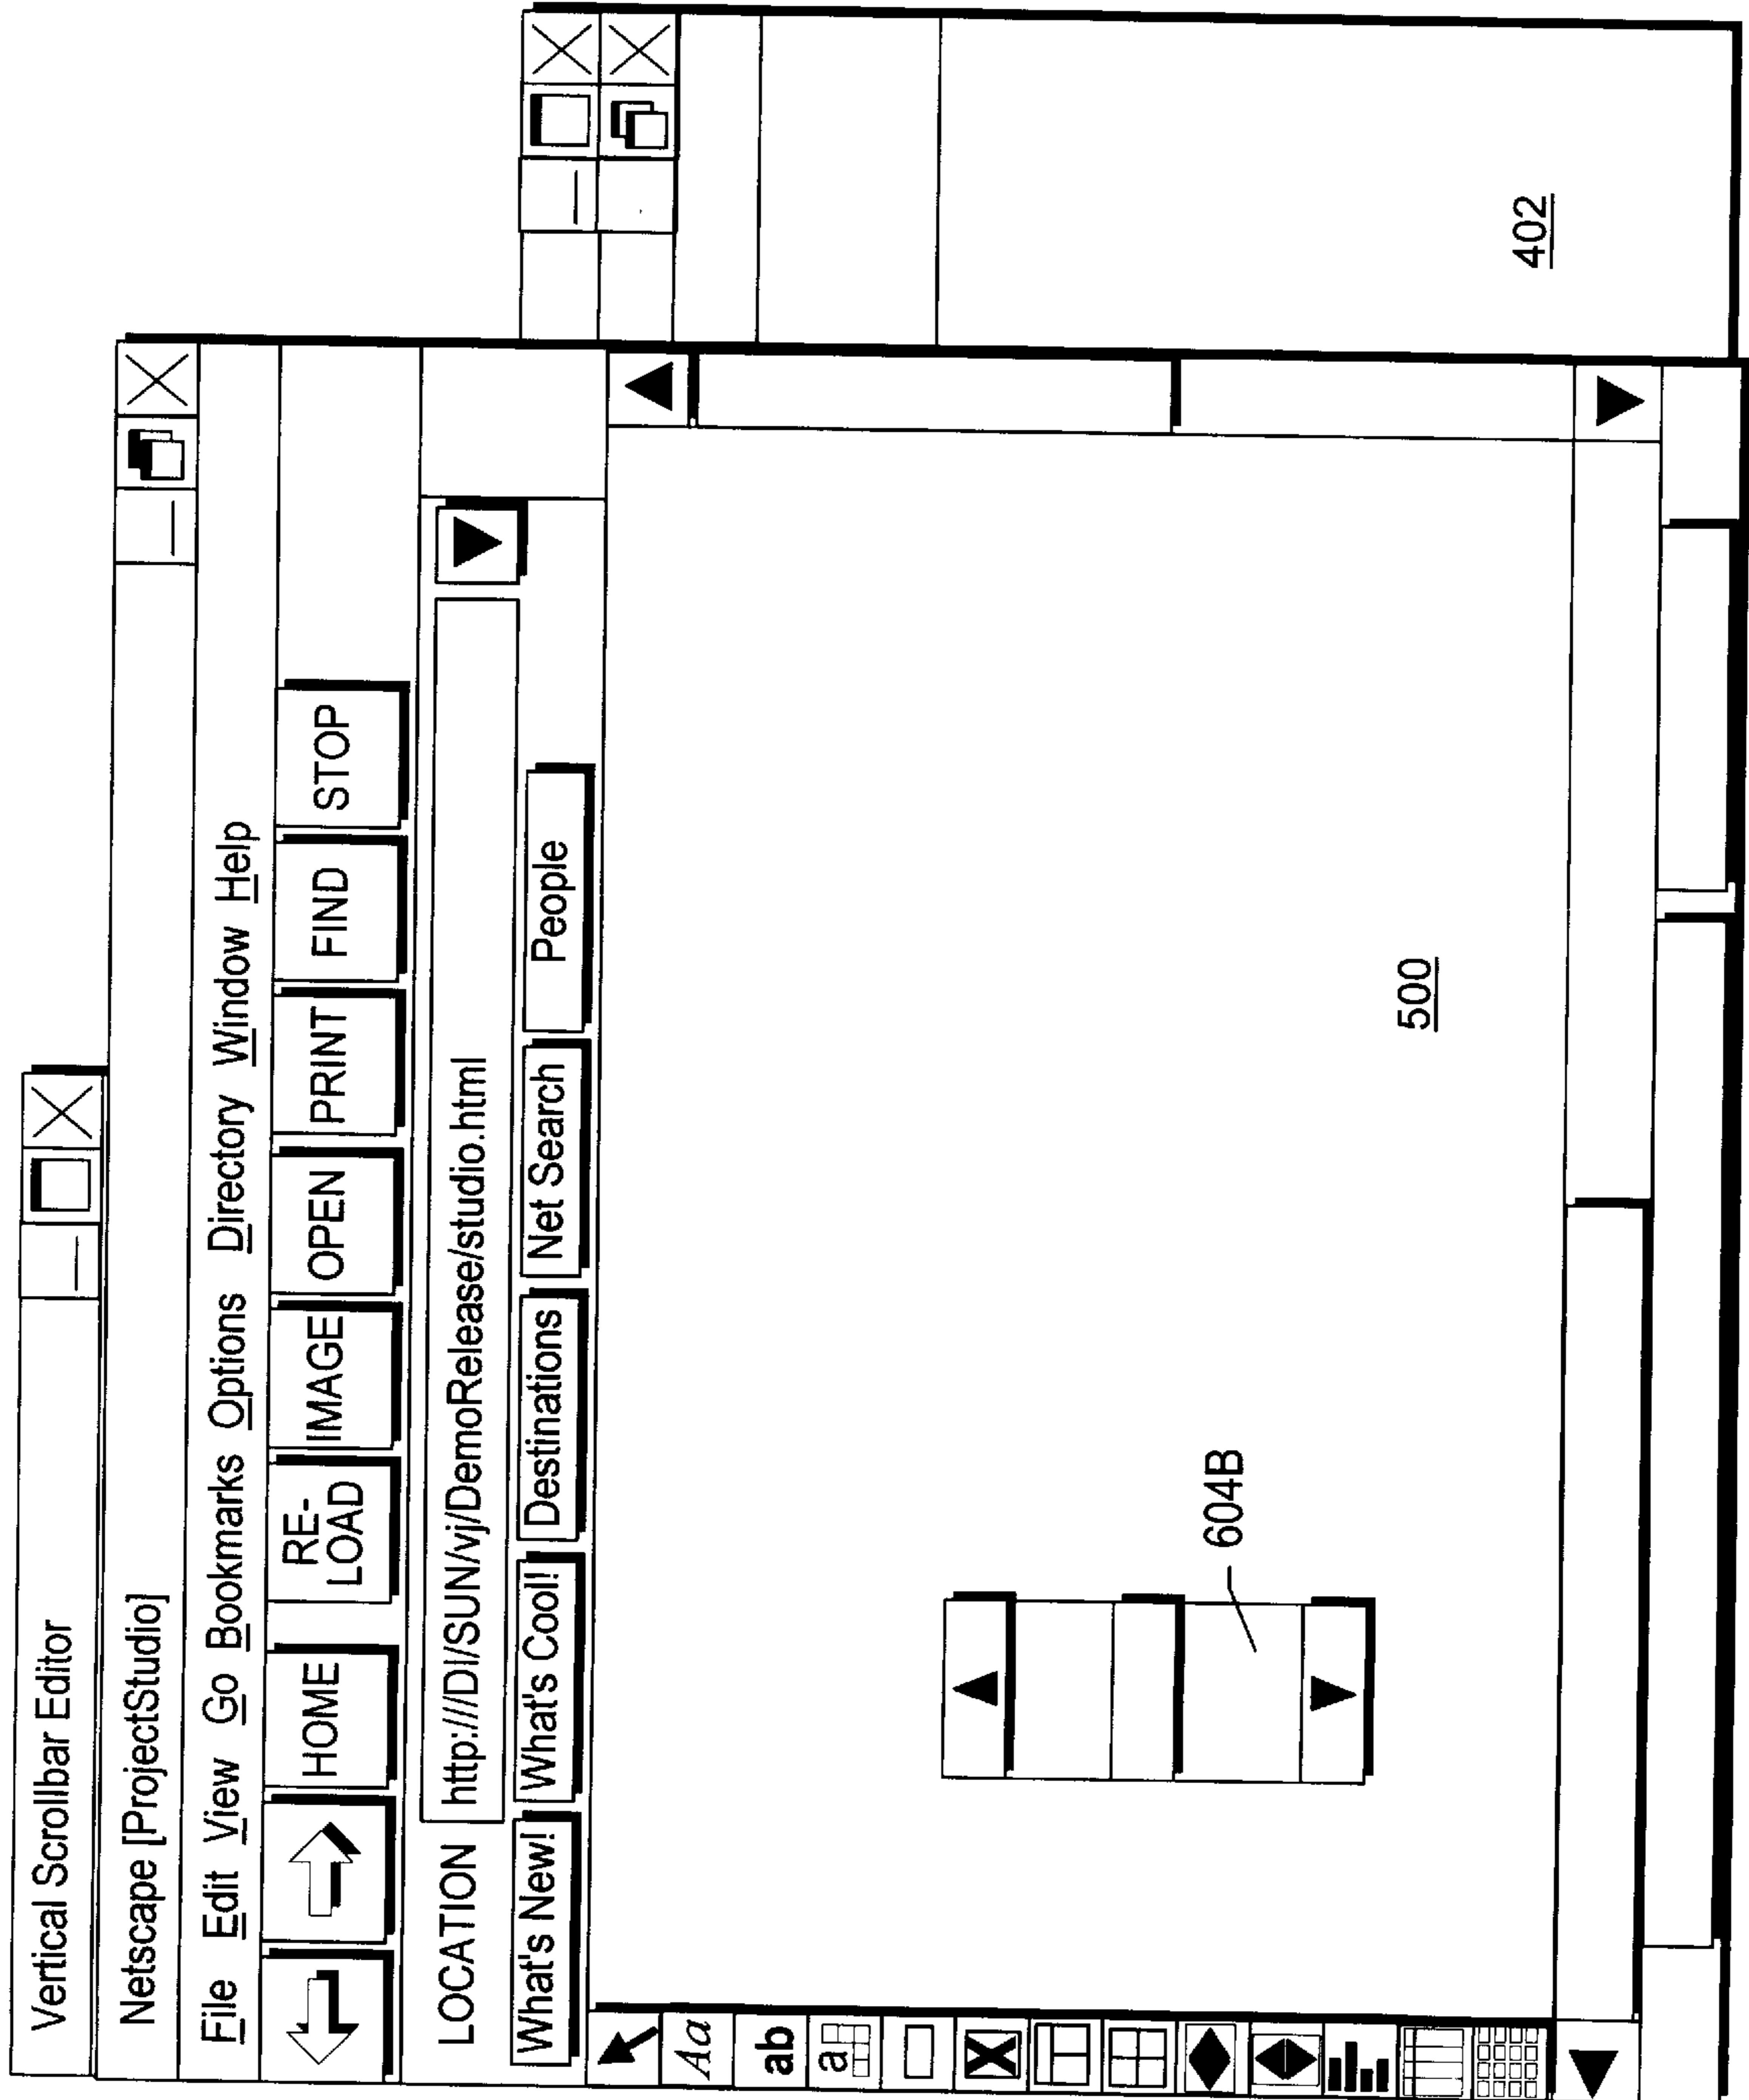 Vertical Scrollbar Editor
Netscape [ProjectStudio]
File Edit View Go Bookmarks Options Directory Window Help
HOME RE-
LOAD IMAGE OPEN PRINT FIND STOP
LOCATION http:///DI/SUN/vj/DemoRelease/studio.html
What's New! What's Cool! Destinations Net Search People
Aa
ab
a
604B
500
402